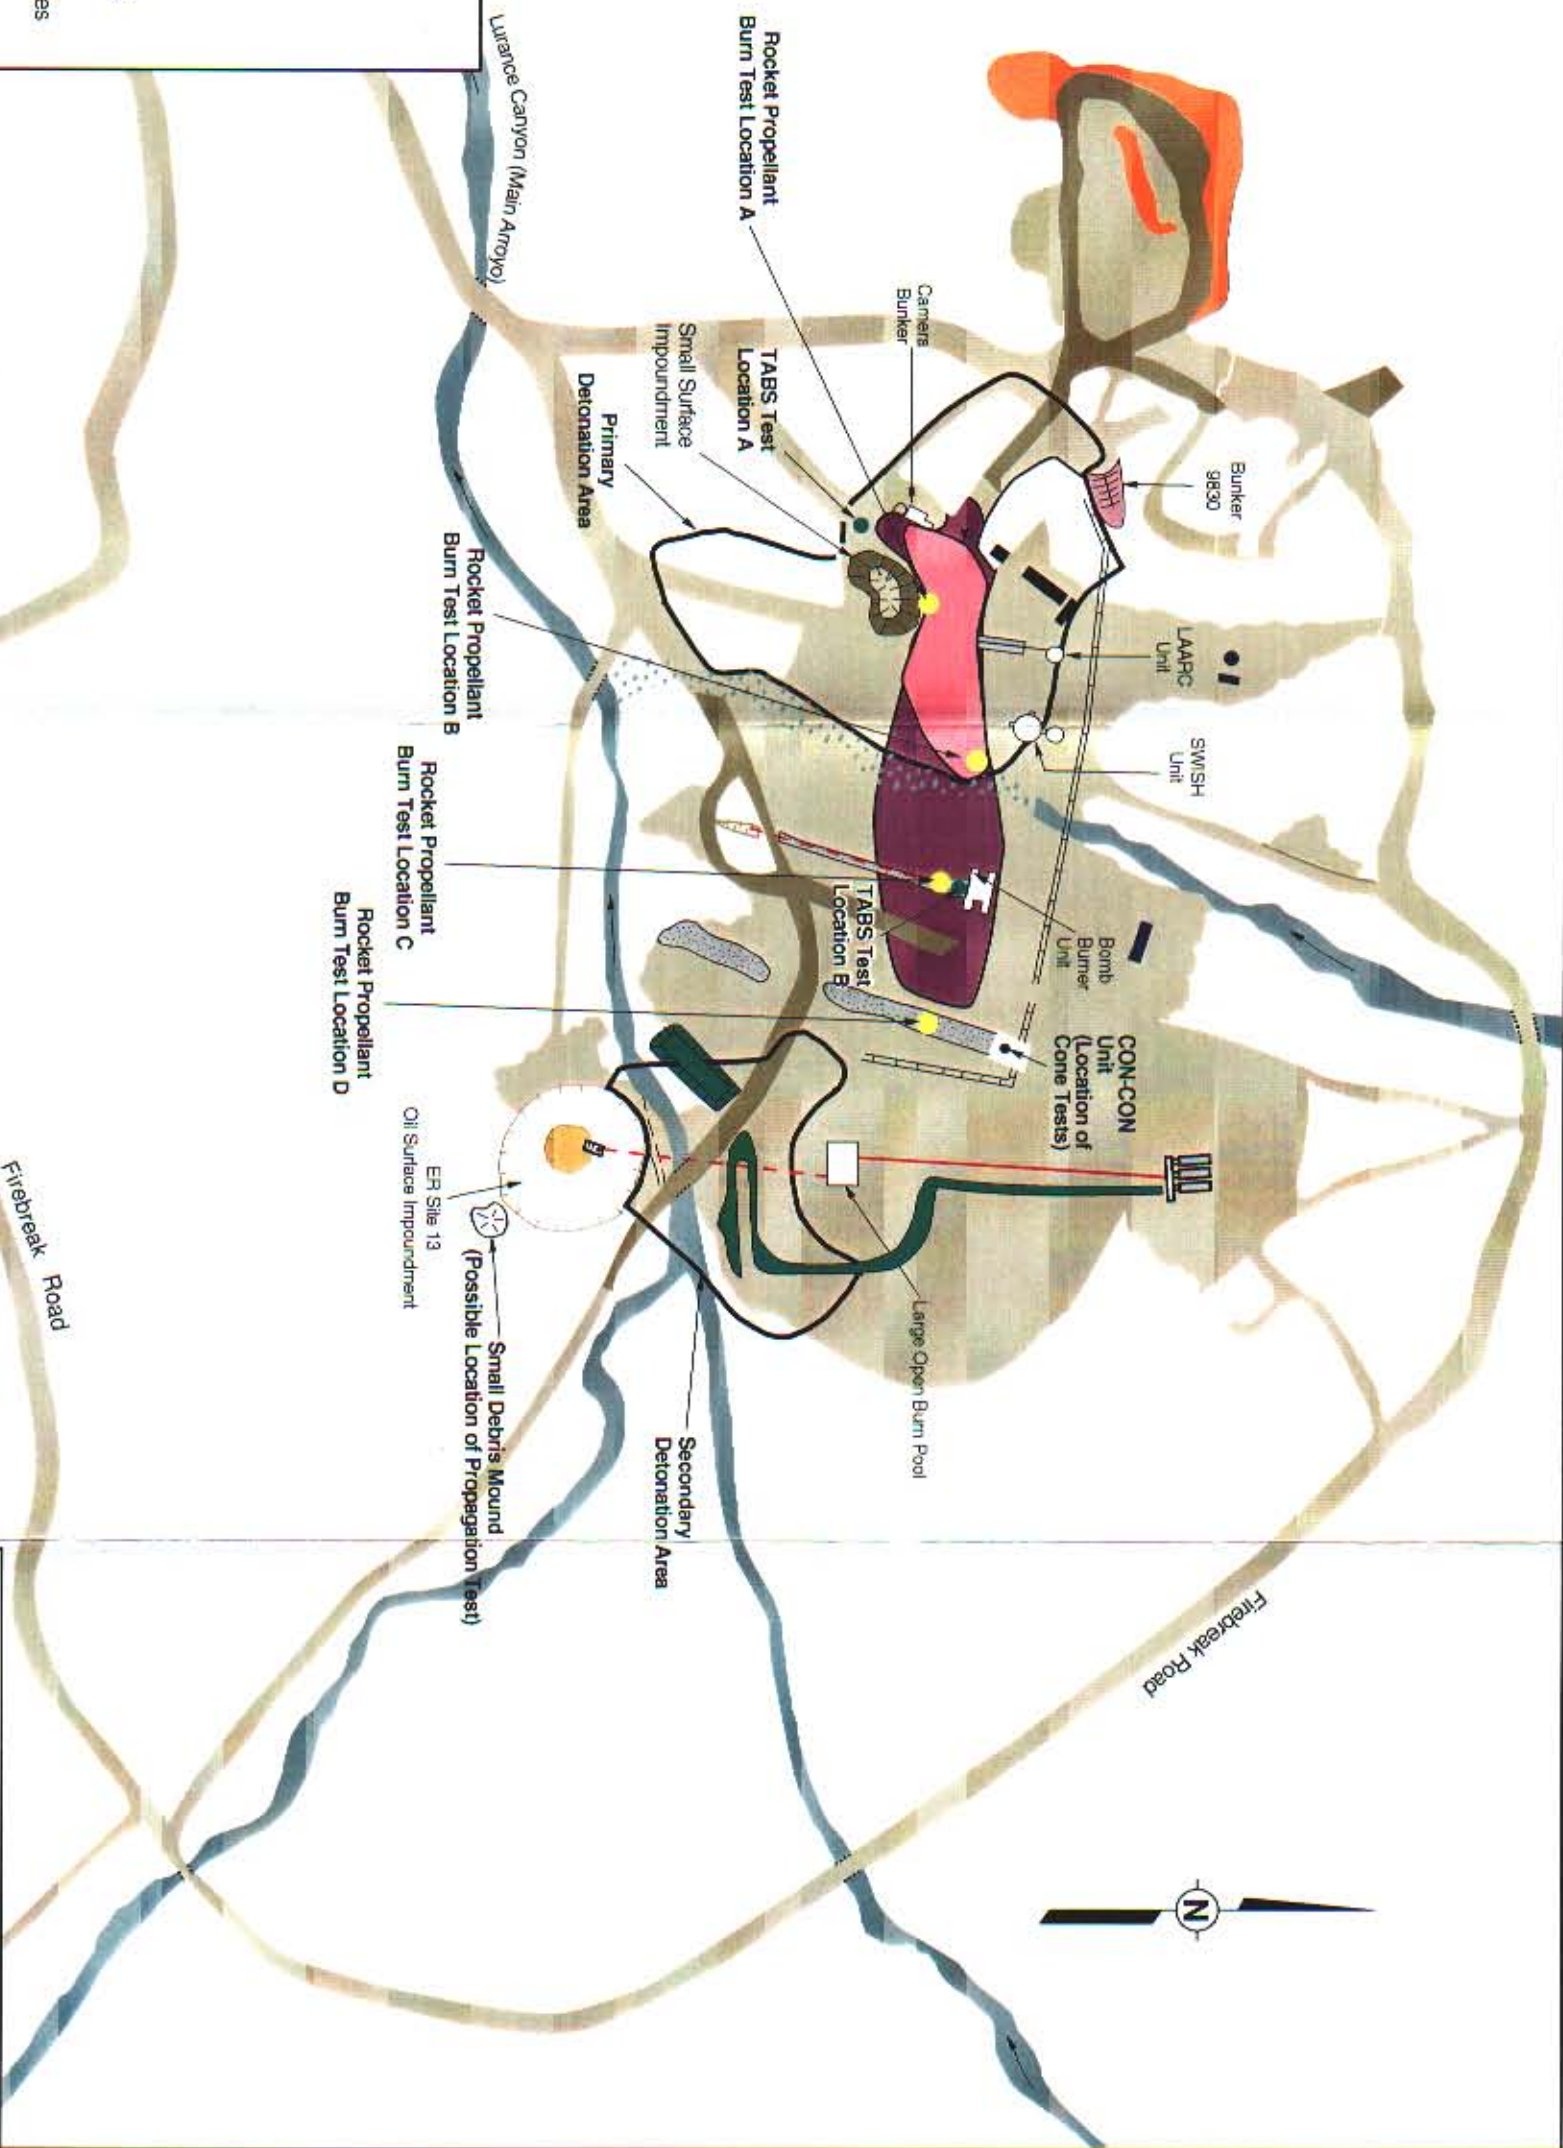 es
Lurance Canyon (Main Arroyo)
Rocket Propellant
Burn Test Location A
Camera
Bunker
TABS Test
Location A
Small Surface
Impoundment
Primary
Detonation Area
Bunker
9830
LAARC
Unit
SWISH
Unit
Rocket Propellant
Burn Test Location B
Rocket Propellant
Burn Test Location C
Rocket Propellant
Burn Test Location D
TABS Test
Location B
Bomb
Burner
Unit
CON-CON
Unit
(Location of
Cone Tests)
Large Open Burn Pool
ER Site 13
Oil Surface Impoundment
Small Debris Mound
(Possible Location of Propagation Test)
Secondary
Detonation Area
Firebreak Road
Firebreak Road
N